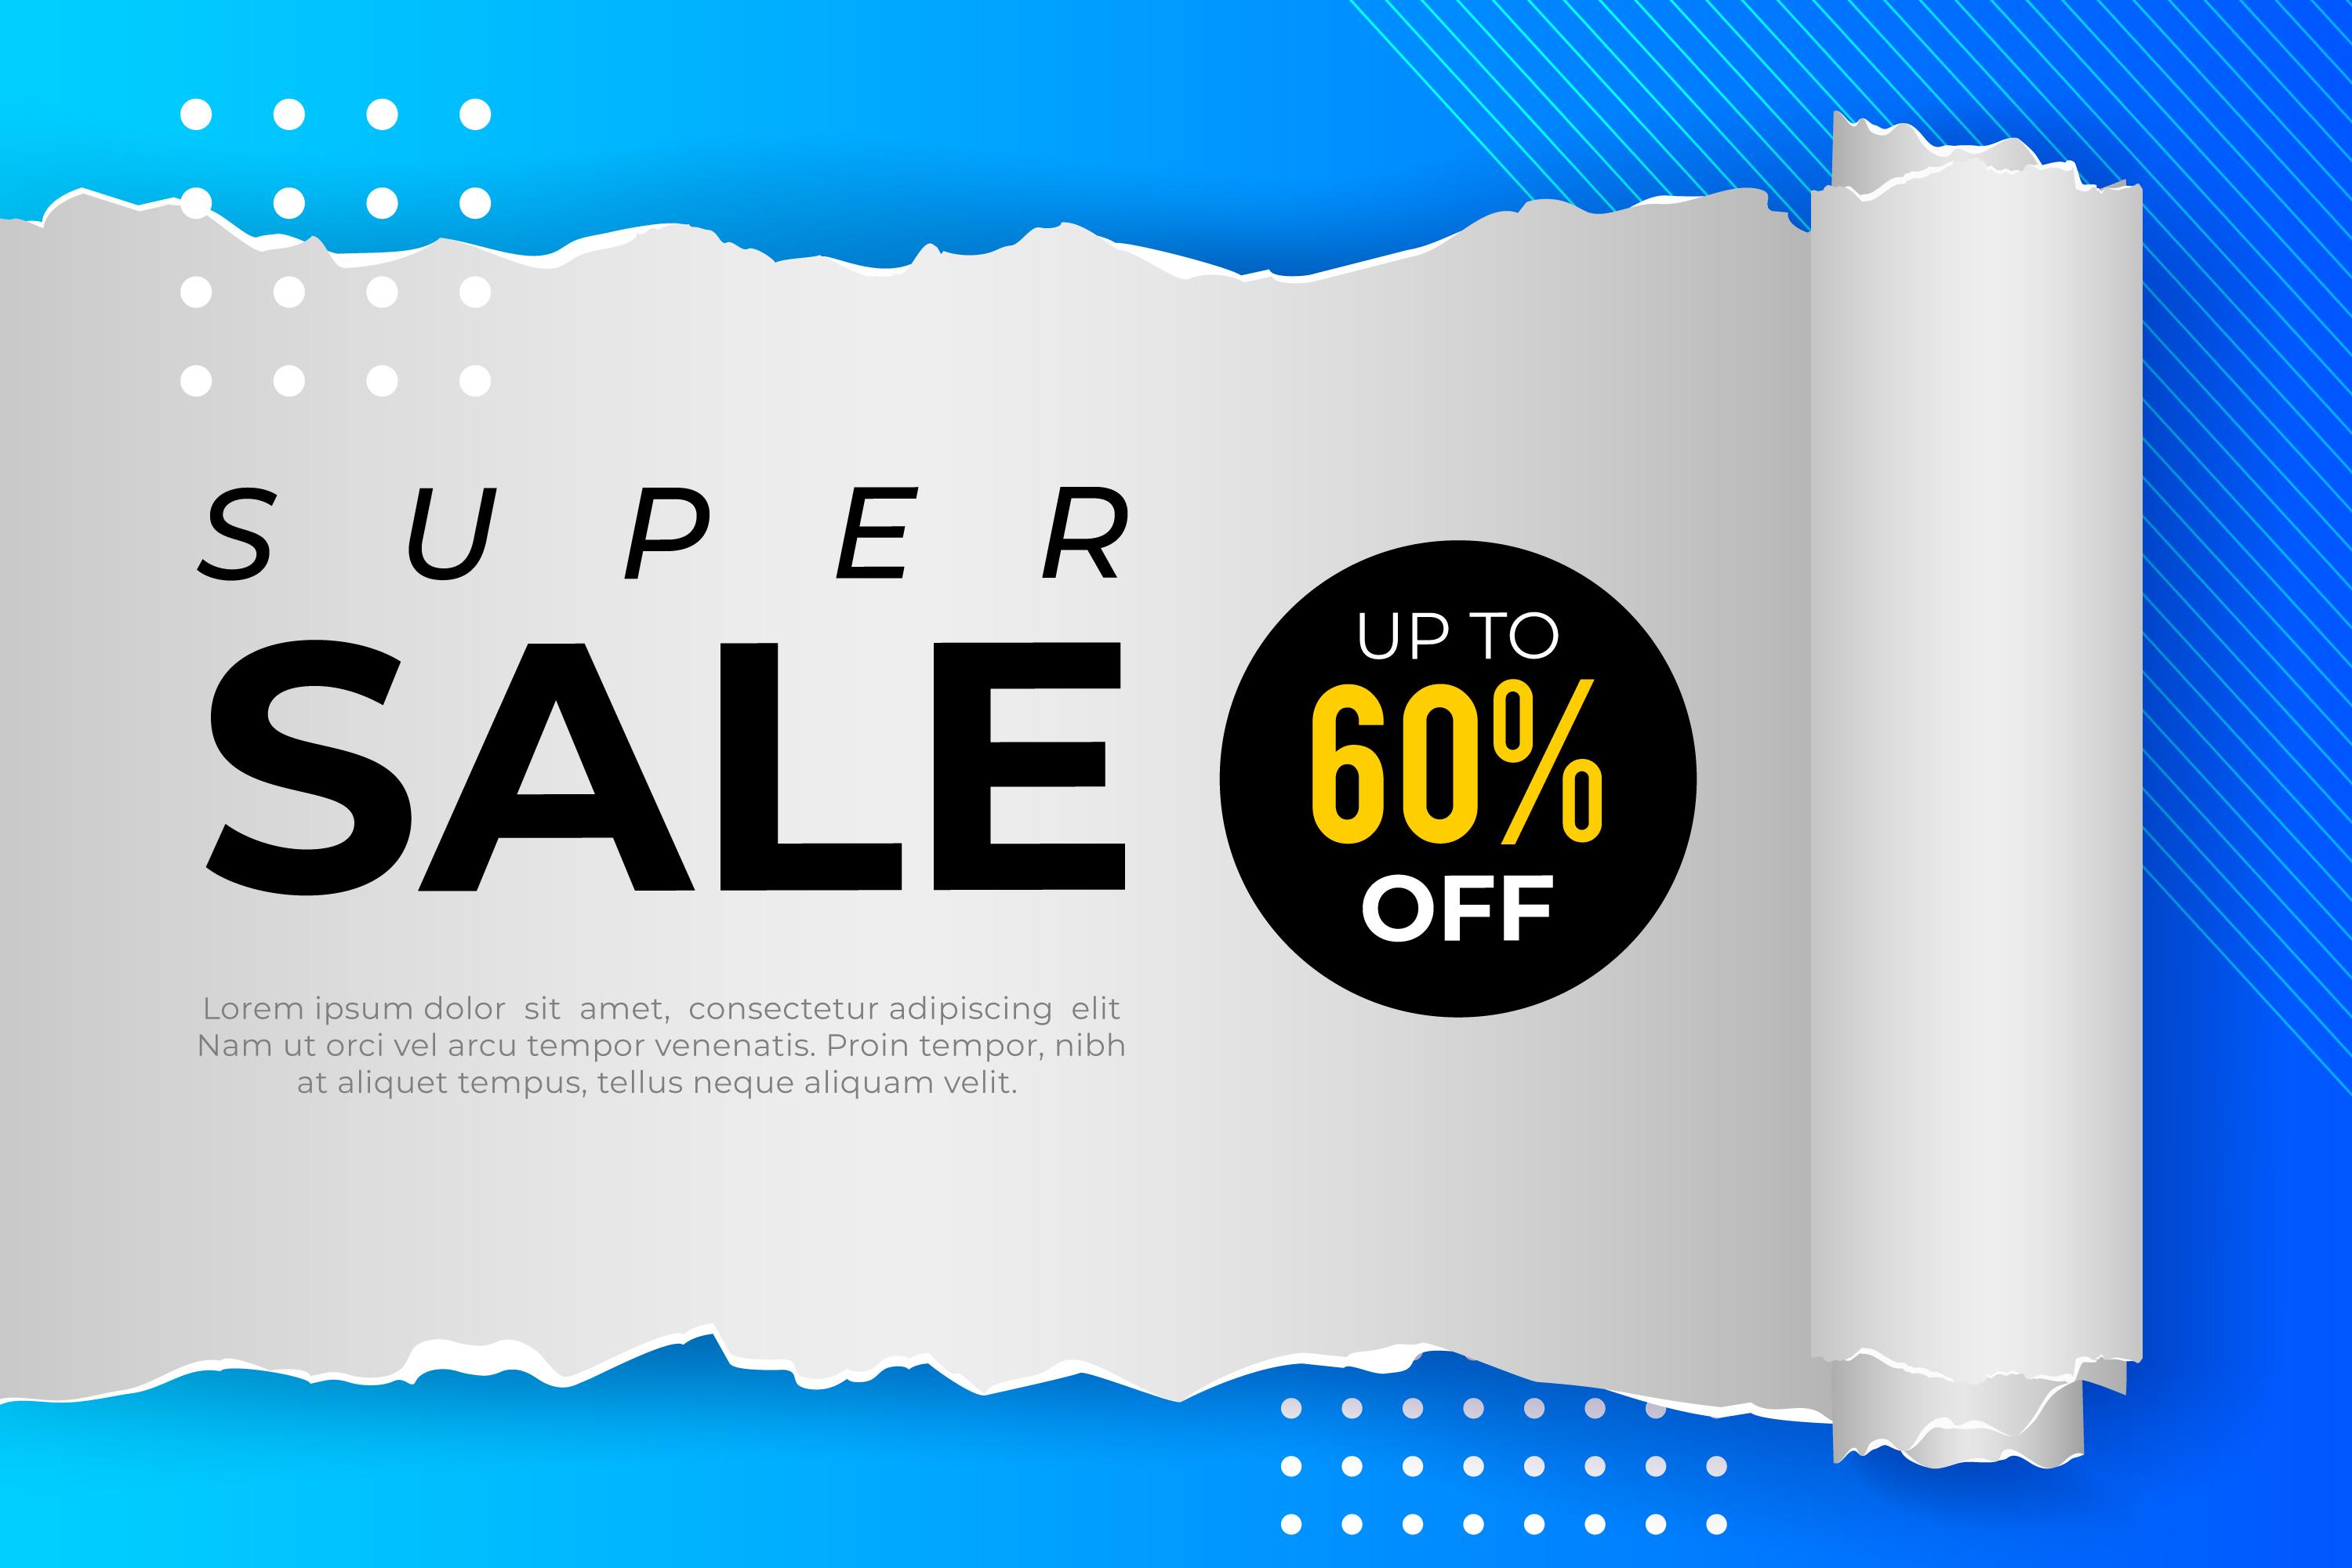 SUPER
SALE
UP TO
60%
OFF
Lorem ipsum dolor sit amet, consectetur adipiscing elit
Nam ut orci vel arcu tempor venenatis. Proin tempor, nibh
at aliquet tempus, tellus neque aliquam velit.